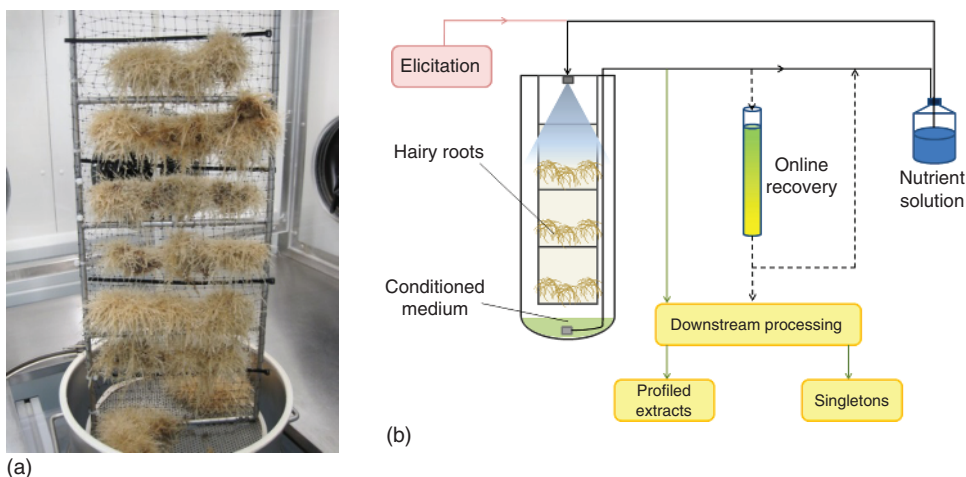 (a)
Elicitation
Hairy roots
Conditioned
medium
Online
recovery
Nutrient
solution
Downstream processing
Profiled
extracts
Singletons
(b)